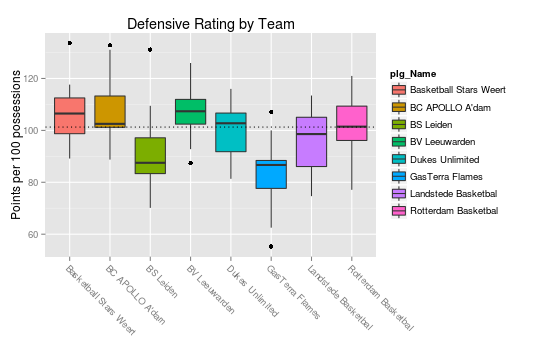 Defensive Rating by Team
Points per 100 possessions
120
100
80
60
Basketball Stars Weert
BC APOLLO A'dam
BS Leiden
BV Leeuwarden
Dukes Unlimited
GasTerra Flames
Landstede Basketbal
Rotterdam Basketbal
plg_Name
Basketball Stars Weert
BC APOLLO A'dam
BS Leiden
BV Leeuwarden
Dukes Unlimited
GasTerra Flames
Landstede Basketbal
Rotterdam Basketbal